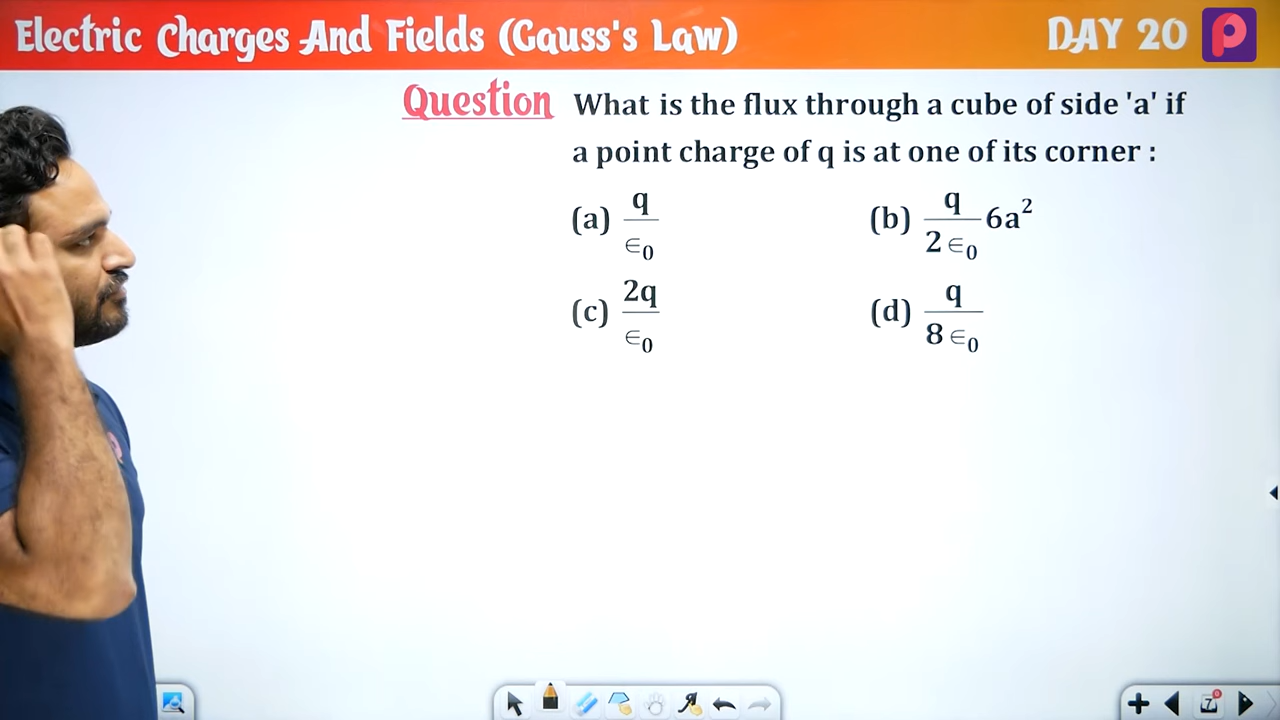 Electric Charges And Fields (Gauss's Law) DAY 20
Question What is the flux through a cube of side 'a' if
a point charge of q is at one of its corner :
(a) q/∈₀ (b) q/2∈₀ 6a²
(c) 2q/∈₀ (d) q/8∈₀